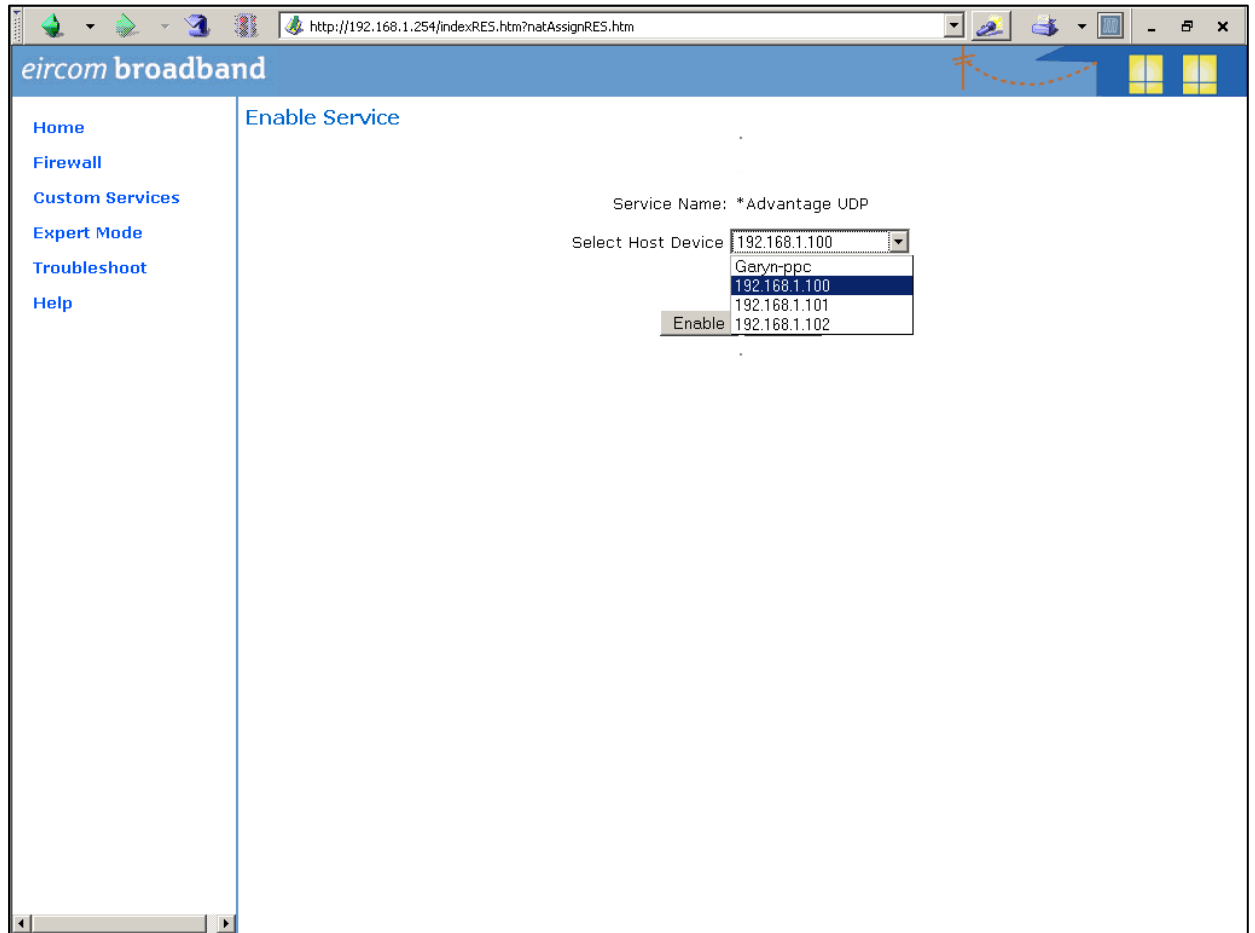 http://192.168.1.254/indexRE5.htm?natAssignRE5.htm
eircom broadband
Home
Firewall
Custom Services
Expert Mode
Troubleshoot
Help
Enable Service
Service Name: *Advantage UDP
Select Host Device 192.168.1.100
Garyn-ppc
192.168.1.100
192.168.1.101
192.168.1.102
Enable